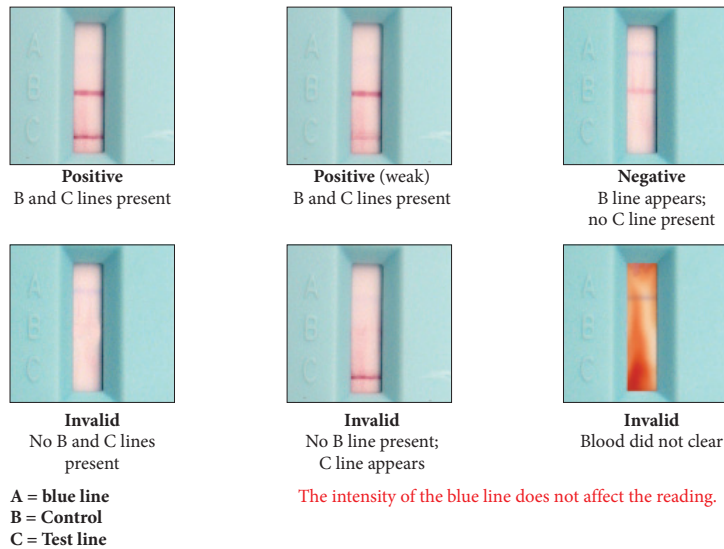 A
B
C
Positive
B and C lines present
A
B
C
Positive (weak)
B and C lines present
A
B
C
Negative
B line appears;
no C line present
A
B
C
Invalid
No B and C lines
present
A
B
C
Invalid
No B line present;
C line appears
A
B
C
Invalid
Blood did not clear
A = blue line
B = Control
C = Test line
The intensity of the blue line does not affect the reading.